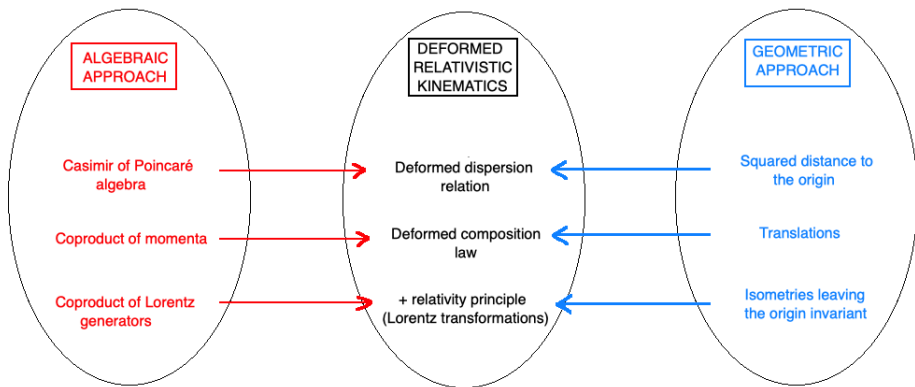 ALGEBRAIC
APPROACH
DEFORMED
RELATIVISTIC
KINEMATICS
GEOMETRIC
APPROACH
Casimir of Poincaré
algebra
Deformed dispersion
relation
Squared distance to
the origin
Coproduct of momenta
Deformed composition
law
Translations
Coproduct of Lorentz
generators
+ relativity principle
(Lorentz transformations)
Isometries leaving
the origin invariant